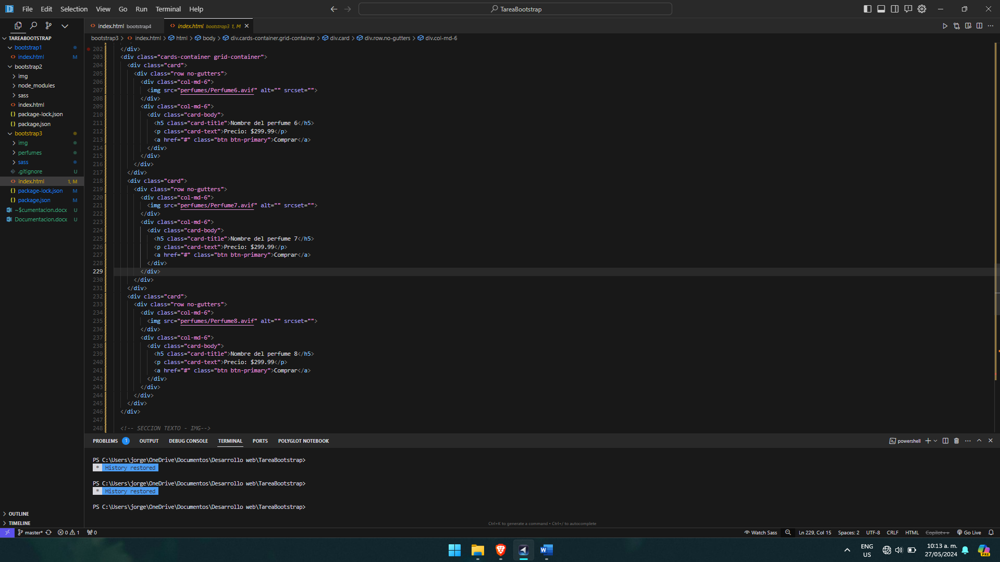 File Edit Selection View Go Run Terminal Help
TareaBootstrap
index.html bootstrap4
index.html bootstrap3 1, M
TAREABOOTSTRAP
bootstrap1
index.html M
bootstrap2
img
node_modules
sass
index.html
package-lock.json
package.json
bootstrap3
img
perfumes
sass
.gitignore U
index.html 1, M
package-lock.json M
package.json M
~$cumentacion.docx U
Documentacion.docx U
OUTLINE
TIMELINE
bootstrap3 > index.html > html > body > div.cards-container.grid-container > div.card > div.row.no-gutters > div.col-md-6
202 </div>
203 <div class="cards-container grid-container">
204 <div class="card">
205 <div class="row no-gutters">
206 <div class="col-md-6">
207 <img src="perfumes/Perfume6.avif" alt="" srcset="">
208 </div>
209 <div class="col-md-6">
210 <div class="card-body">
211 <h5 class="card-title">Nombre del perfume 6</h5>
212 <p class="card-text">Precio: $299.99</p>
213 <a href="#" class="btn btn-primary">Comprar</a>
214 </div>
215 </div>
216 </div>
217 </div>
218 <div class="card">
219 <div class="row no-gutters">
220 <div class="col-md-6">
221 <img src="perfumes/Perfume7.avif" alt="" srcset="">
222 </div>
223 <div class="col-md-6">
224 <div class="card-body">
225 <h5 class="card-title">Nombre del perfume 7</h5>
226 <p class="card-text">Precio: $299.99</p>
227 <a href="#" class="btn btn-primary">Comprar</a>
228 </div>
229 </div>
230 </div>
231 </div>
232 <div class="card">
233 <div class="row no-gutters">
234 <div class="col-md-6">
235 <img src="perfumes/Perfume8.avif" alt="" srcset="">
236 </div>
237 <div class="col-md-6">
238 <div class="card-body">
239 <h5 class="card-title">Nombre del perfume 8</h5>
240 <p class="card-text">Precio: $299.99</p>
241 <a href="#" class="btn btn-primary">Comprar</a>
242 </div>
243 </div>
244 </div>
245 </div>
246 </div>
247
248 <!-- SECCION TEXTO - IMG-->
PROBLEMS 1 OUTPUT DEBUG CONSOLE TERMINAL PORTS POLYGLOT NOTEBOOK
powershell
PS C:\Users\jorge\OneDrive\Documentos\Desarrollo web\TareaBootstrap>
* History restored
PS C:\Users\jorge\OneDrive\Documentos\Desarrollo web\TareaBootstrap>
* History restored
PS C:\Users\jorge\OneDrive\Documentos\Desarrollo web\TareaBootstrap>
Ctrl+K to generate a command • Ctrl+/ to autocomplete
master* 0 1 0
Watch Sass Ln 229, Col 15 Spaces: 2 UTF-8 CRLF HTML Copilot++ Go Live
ENG
US
10:13 a. m.
27/05/2024
PRE